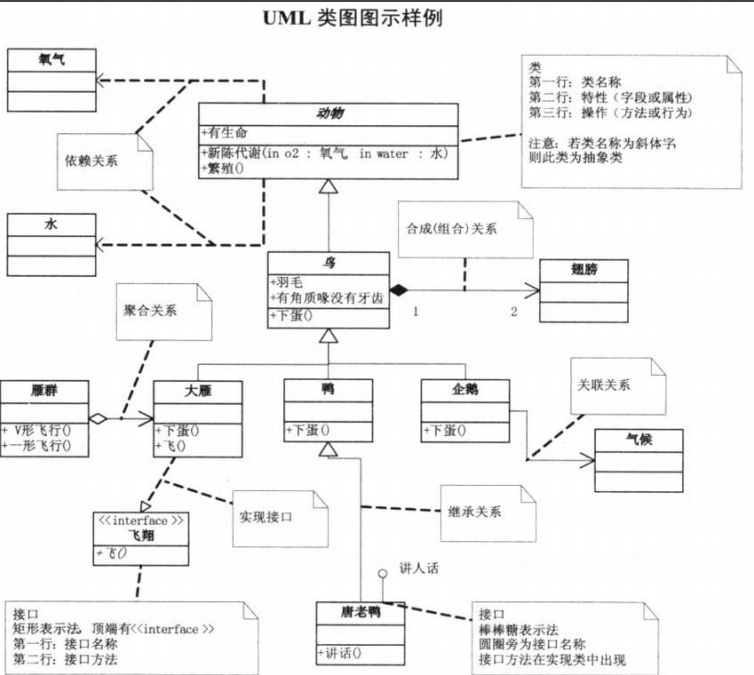 UML 类图图示样例
氧气
动物
+有生命
+新陈代谢(in o2 : 氧气, in water : 水)
+繁殖()
类
第一行：类名称
第二行：特性（字段或属性）
第三行：操作（方法或行为）
注意：若类名称为斜体字
则此类为抽象类
依赖关系
水
合成(组合)关系
鸟
+羽毛
+有角质喙没有牙齿
+下蛋()
1
2
翅膀
聚合关系
雁群
+ V形飞行()
+一形飞行()
大雁
+下蛋()
+飞()
鸭
+下蛋()
企鹅
+下蛋()
关联关系
气候
<<interface >>
飞翔
+飞()
实现接口
继承关系
讲人话
接口
矩形表示法，顶端有<<interface >>
第一行：接口名称
第二行：接口方法
唐老鸭
+讲话()
接口
棒棒糖表示法
圆圈旁为接口名称
接口方法在实现类中出现